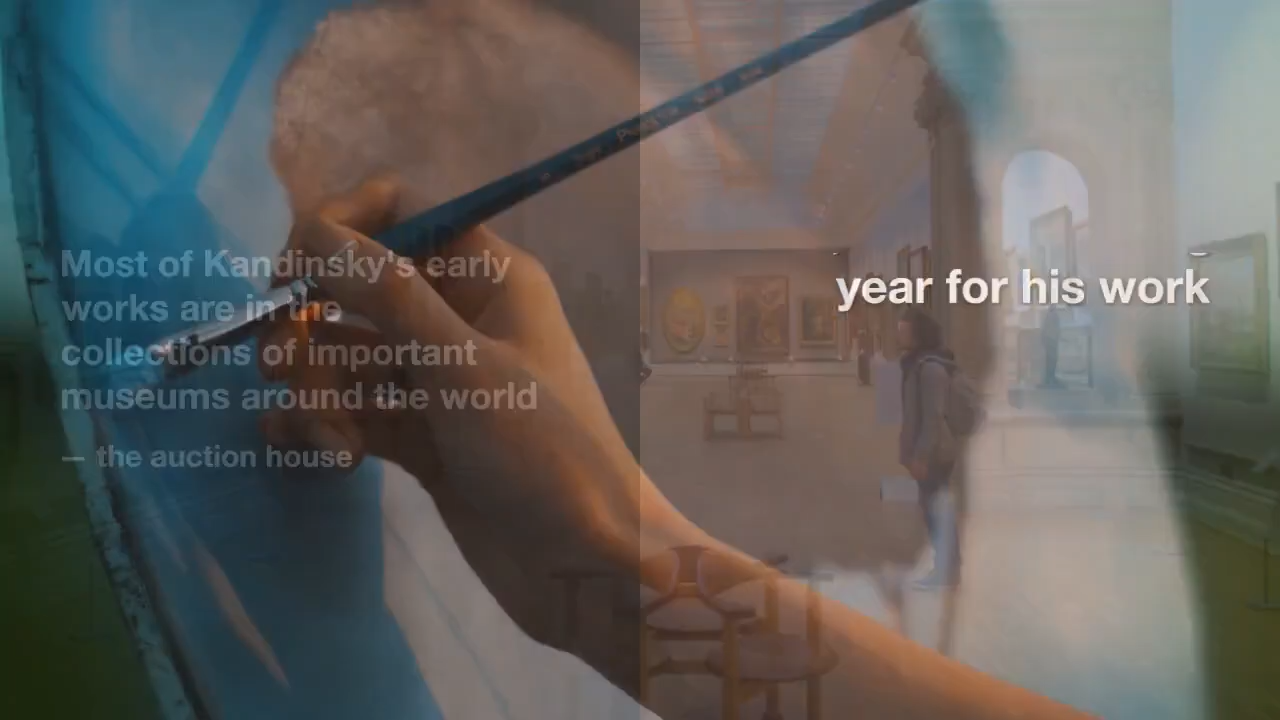 Most of Kandinsky's early
works are in the
collections of important
museums around the world
– the auction house
year for his work